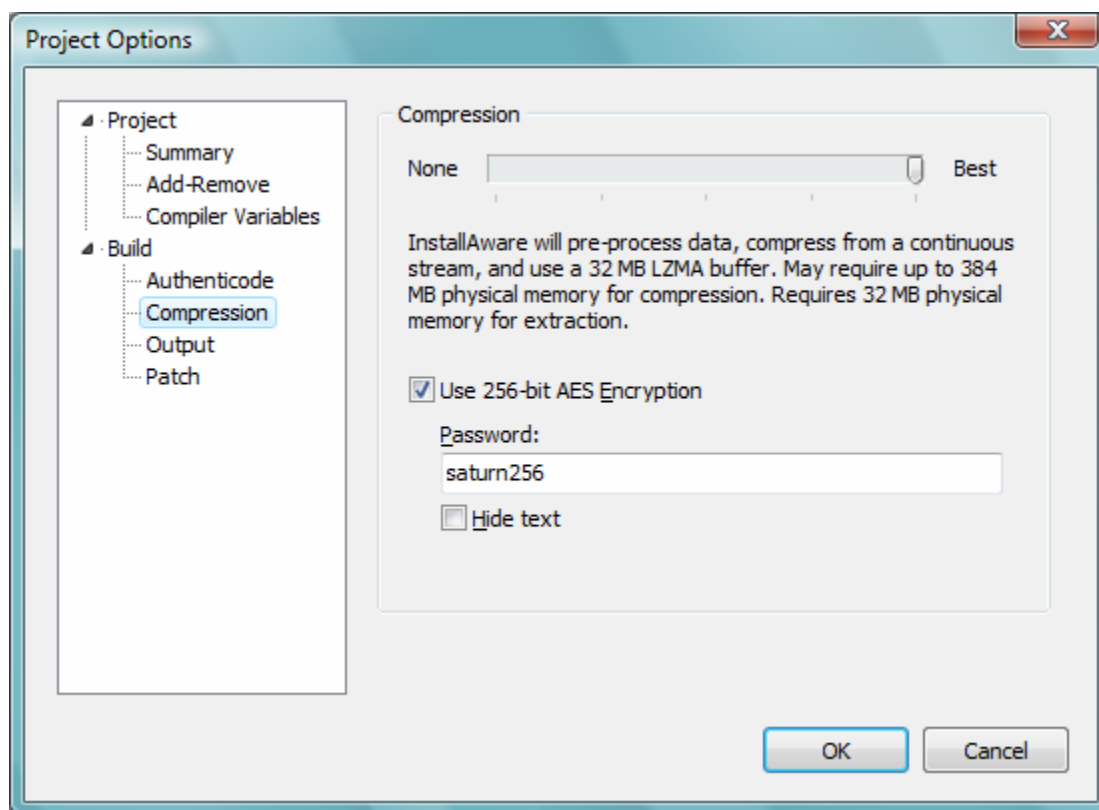 Project Options
Project
Summary
Add-Remove
Compiler Variables
Build
Authenticode
Compression
Output
Patch
Compression
None
Best
InstallAware will pre-process data, compress from a continuous
stream, and use a 32 MB LZMA buffer. May require up to 384
MB physical memory for compression. Requires 32 MB physical
memory for extraction.
Use 256-bit AES Encryption
Password:
saturn256
Hide text
OK
Cancel